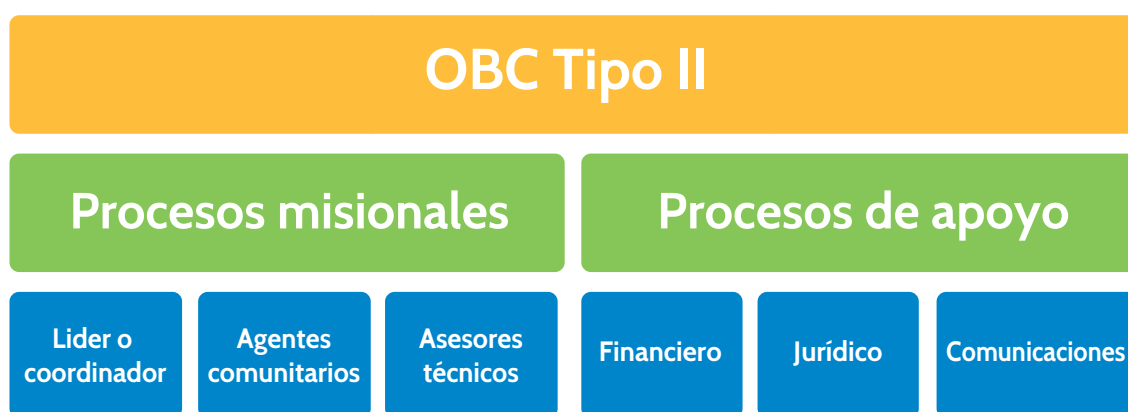 OBC Tipo II
Procesos misionales
Procesos de apoyo
Lider o
coordinador
Agentes
comunitarios
Asesores
técnicos
Financiero
Jurídico
Comunicaciones